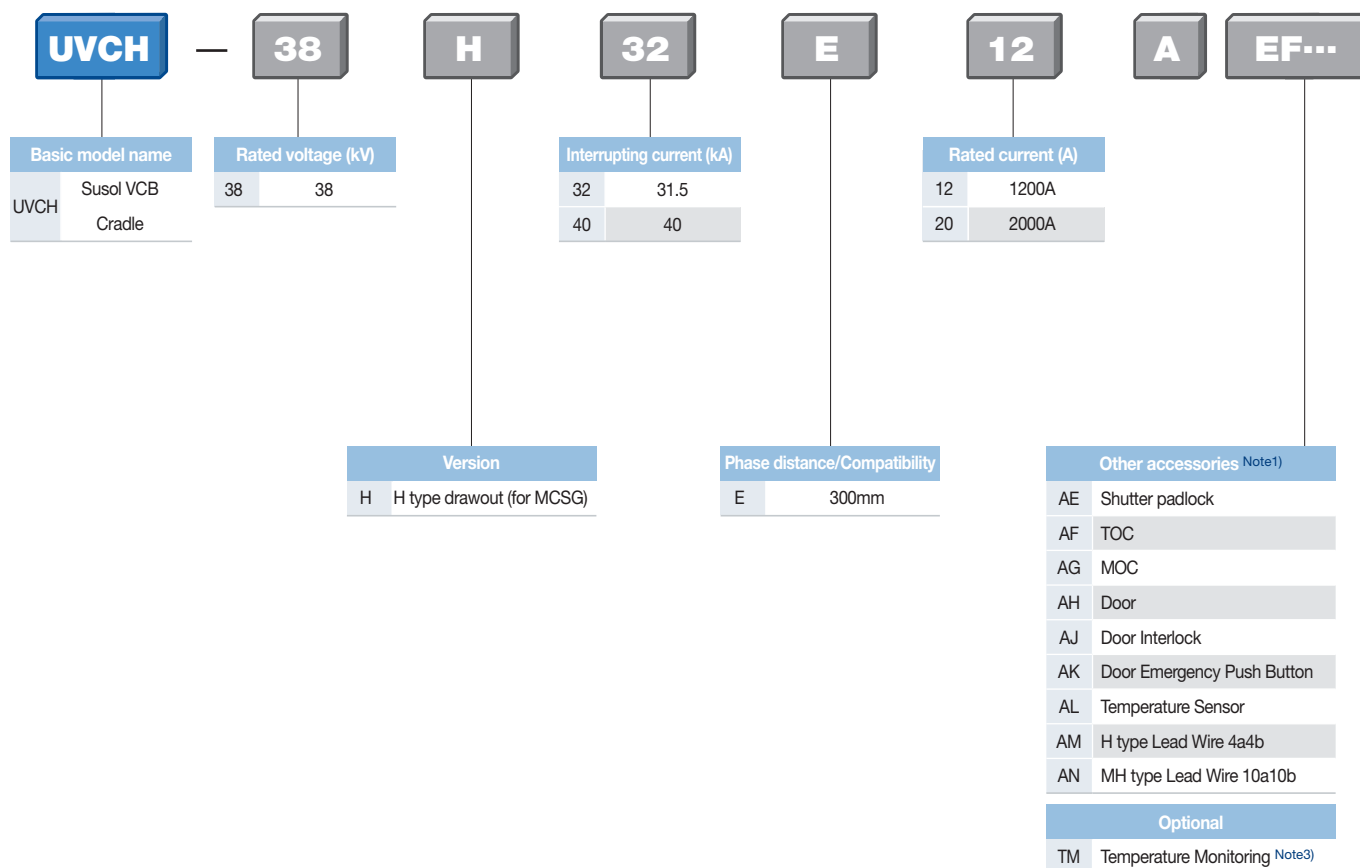 UVCH — 38 H 32 E 12 A EF···
Basic model name
UVCH Susol VCB
Cradle
Rated voltage (kV)
38 38
Interrupting current (kA)
32 31.5
40 40
Rated current (A)
12 1200A
20 2000A
Version
H H type drawout (for MCSG)
Phase distance/Compatibility
E 300mm
Other accessories Note1)
AE Shutter padlock
AF TOC
AG MOC
AH Door
AJ Door Interlock
AK Door Emergency Push Button
AL Temperature Sensor
AM H type Lead Wire 4a4b
AN MH type Lead Wire 10a10b
Optional
TM Temperature Monitoring Note3)